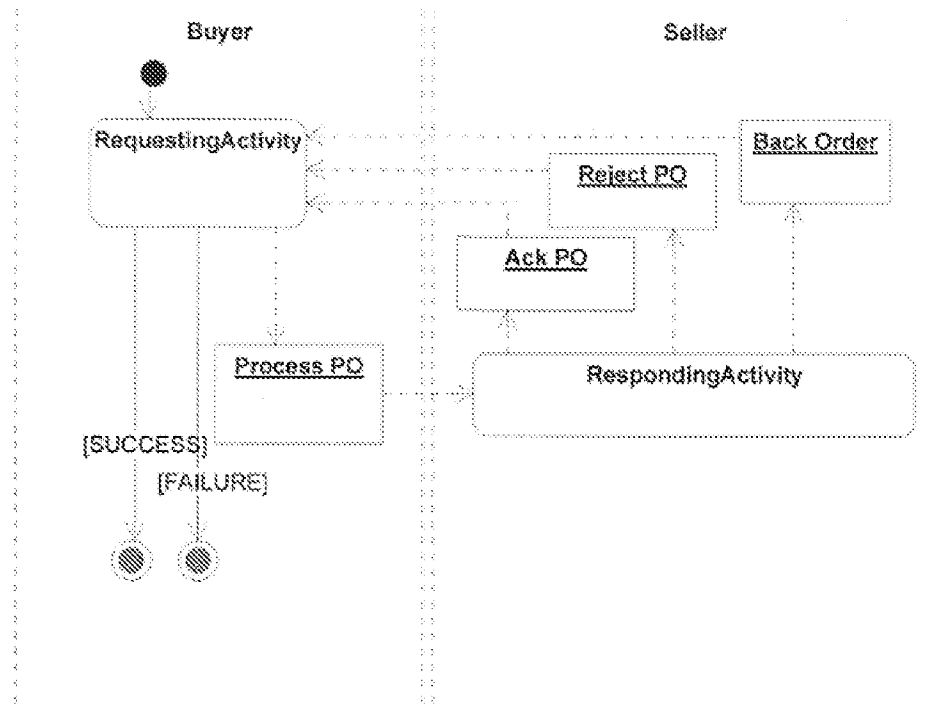 Buyer
Seller
RequestingActivity
Back Order
Reject PO
Ack PO
Process PO
RespondingActivity
[SUCCESS]
[FAILURE]